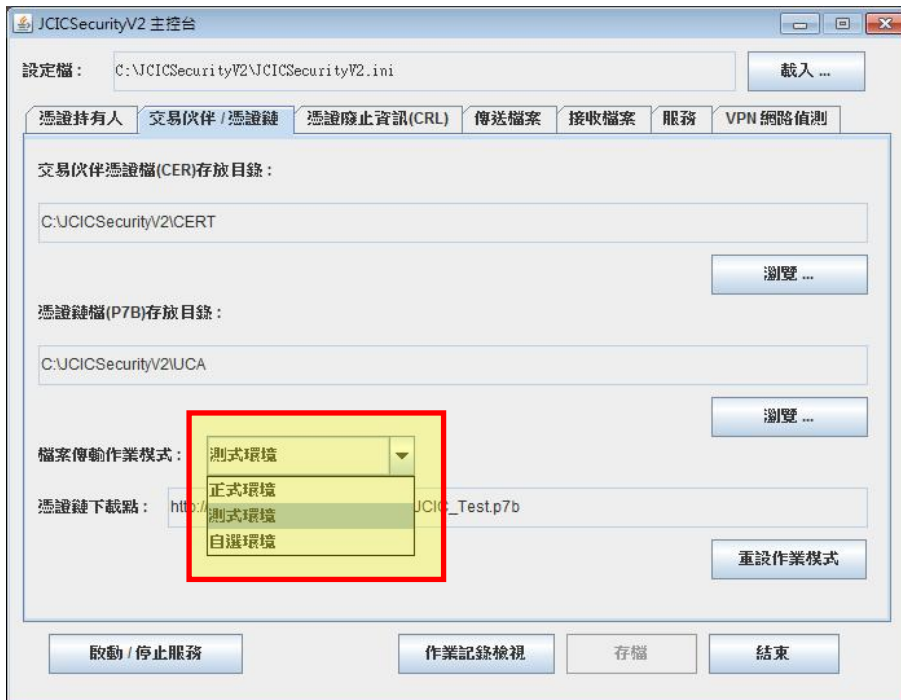 JCICSecurityV2 主控台
設定檔： C:\JCICSecurityV2\JCICSecurityV2.ini 載入 ...
憑證持有人 交易伙伴 / 憑證鏈 憑證廢止資訊(CRL) 傳送檔案 接收檔案 服務 VPN 網路偵測
交易伙伴憑證檔(CER)存放目錄：
C:\JCICSecurityV2\CERT
瀏覽 ...
憑證鏈檔(P7B)存放目錄：
C:\JCICSecurityV2\UCA
瀏覽 ...
檔案傳輸作業模式： 測式環境
正式環境
憑證鏈下載點： http:/ JCIC_Test.p7b
測式環境
自選環境
重設作業模式
啟動 / 停止服務 作業記錄檢視 存檔 結束